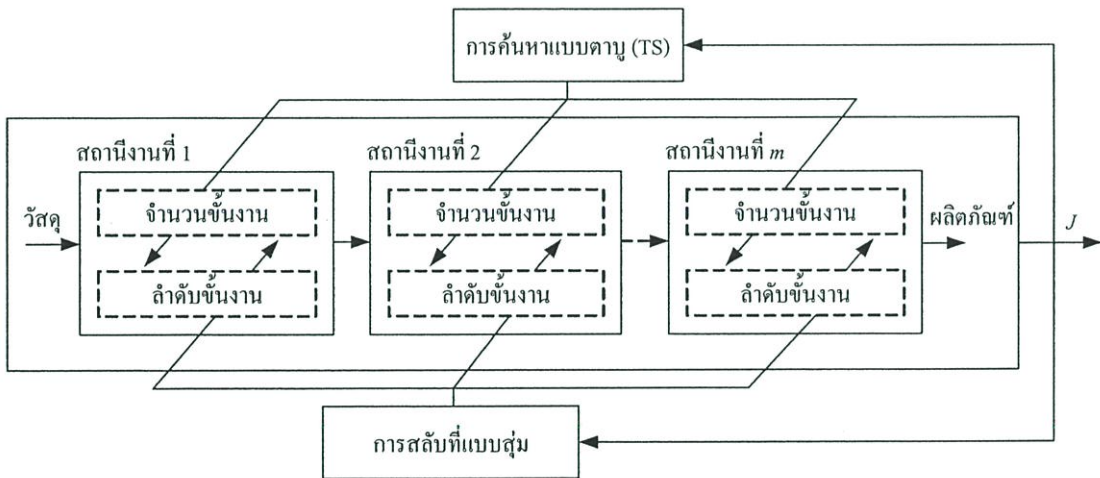 การค้นหาแบบตาบู (TS)
สถานีงานที่ 1
สถานีงานที่ 2
สถานีงานที่ m
วัสดุ
จำนวนขั้นงาน
จำนวนขั้นงาน
จำนวนขั้นงาน
ผลิตภัณฑ์
J
ลำดับขั้นงาน
ลำดับขั้นงาน
ลำดับขั้นงาน
การสลับที่แบบสุ่ม